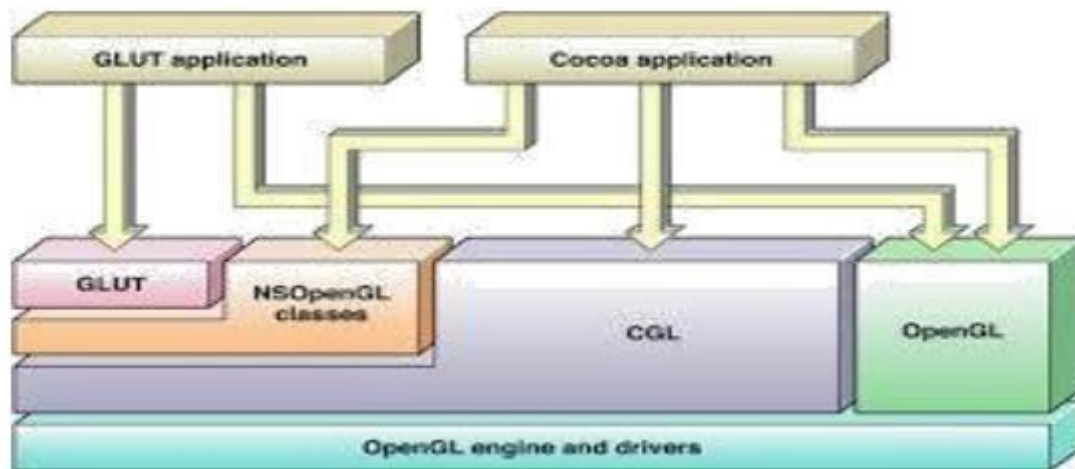 GLUT application
Cocoa application
GLUT
NSOpenGL
classes
CGL
OpenGL
OpenGL engine and drivers